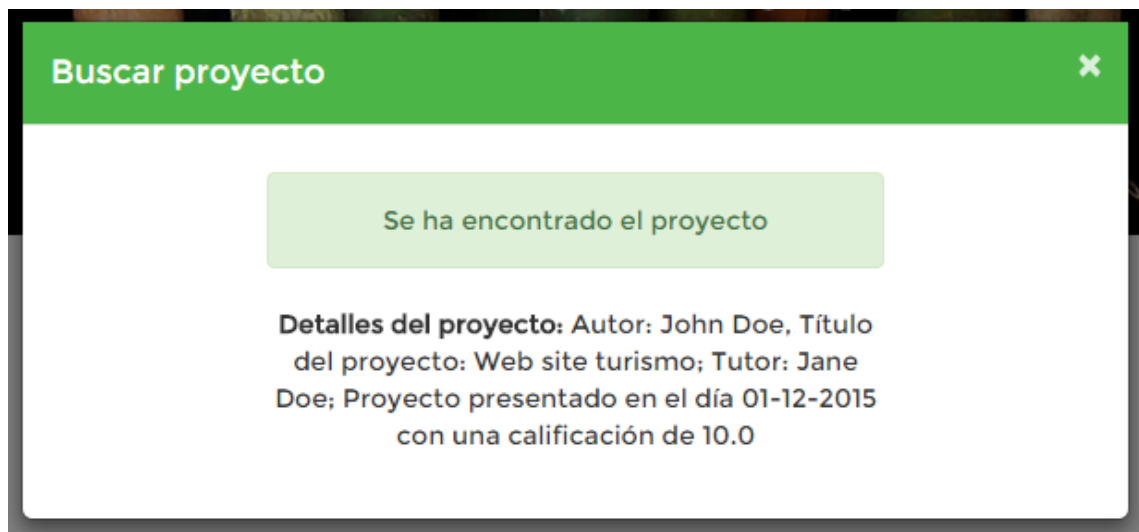 Buscar proyecto
Se ha encontrado el proyecto
Detalles del proyecto: Autor: John Doe, Título
del proyecto: Web site turismo; Tutor: Jane
Doe; Proyecto presentado en el día 01-12-2015
con una calificación de 10.0